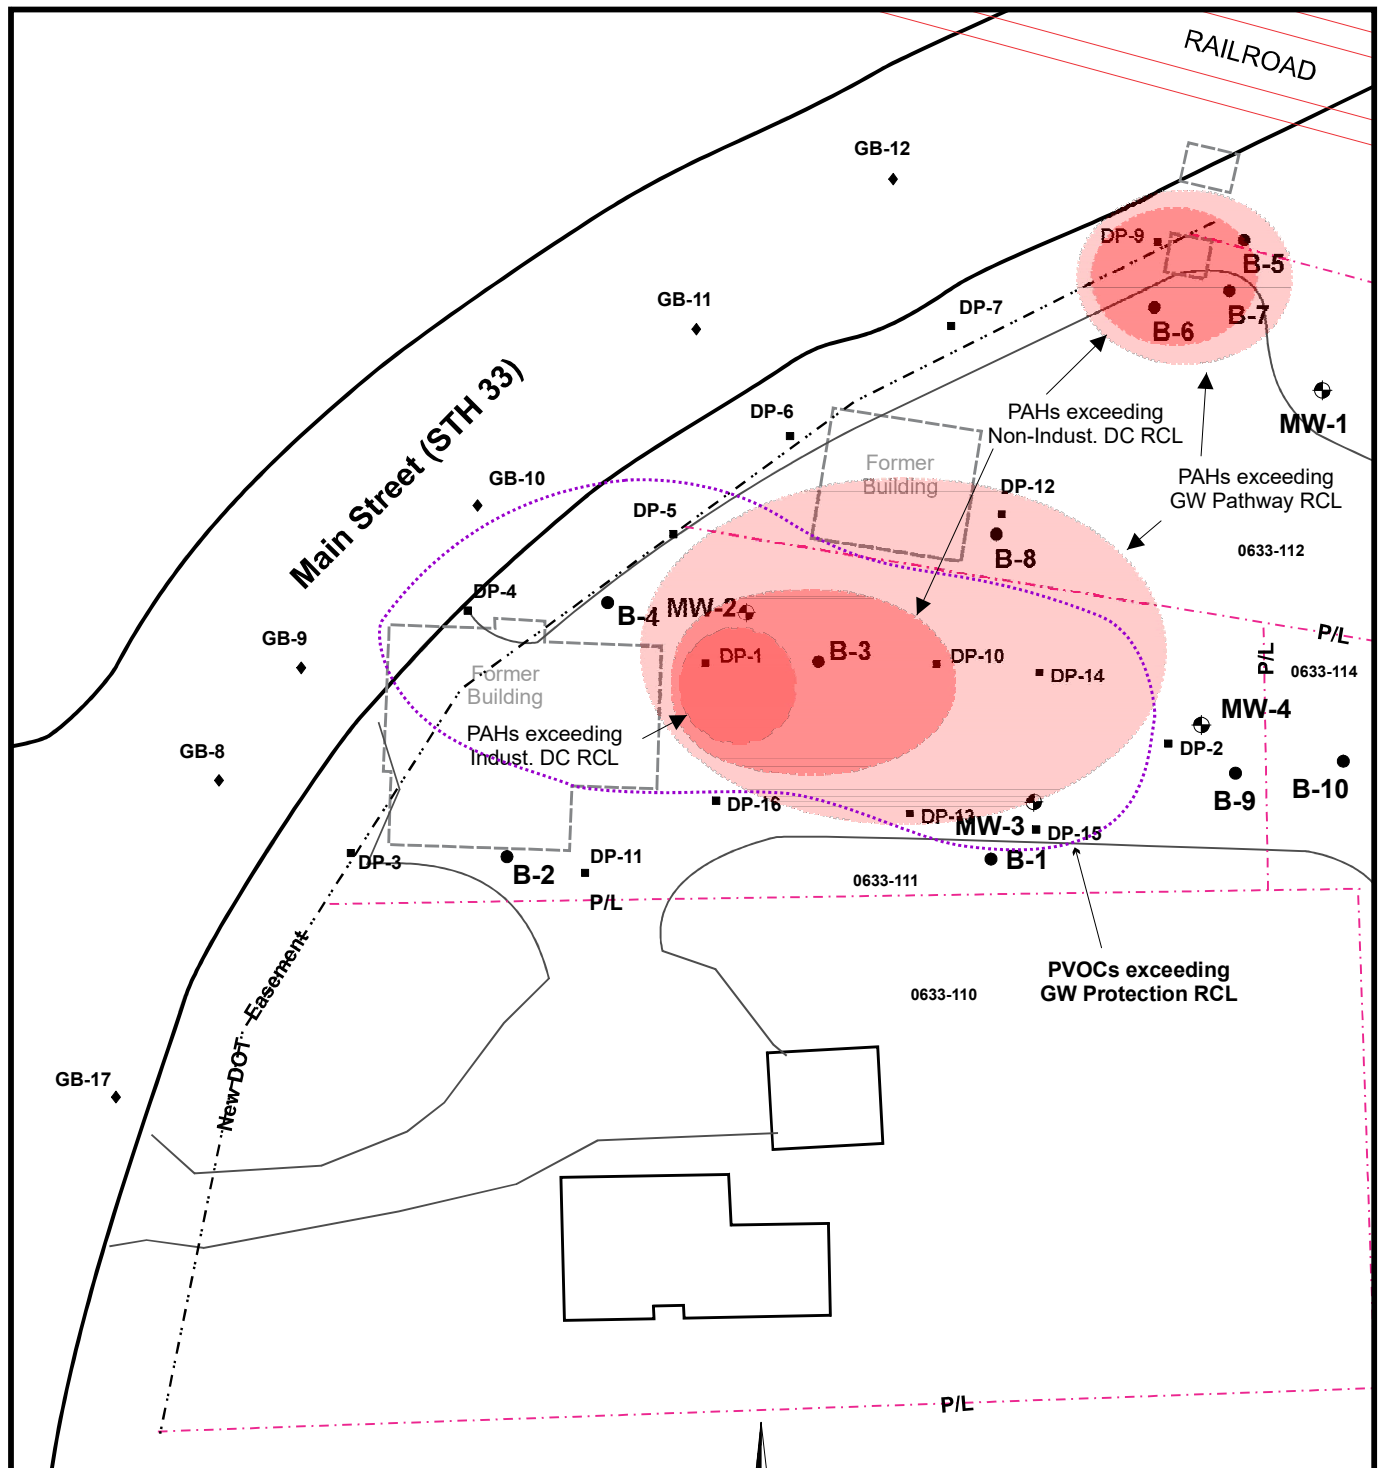 RAILROAD
GB-12
DP-9
B-5
B-7
B-6
GB-11
DP-7
MW-1
PAHs exceeding
Non-Indust. DC RCL
DP-6
Main Street (STH 33)
Former
Building
PAHs exceeding
GW Pathway RCL
GB-10
DP-12
DP-5
B-8
0633-112
DP-4
B-4
MW-2
GB-9
P/L
P/L
DP-1
B-3
DP-10
DP-14
0633-114
Former
Building
MW-4
PAHs exceeding
Indust. DC RCL
GB-8
DP-2
B-9
B-10
DP-16
DP-13
MW-3
DP-15
DP-3
B-2
DP-11
B-1
0633-111
P/L
New DOT Easement
PVOCs exceeding
GW Protection RCL
0633-110
GB-17
P/L